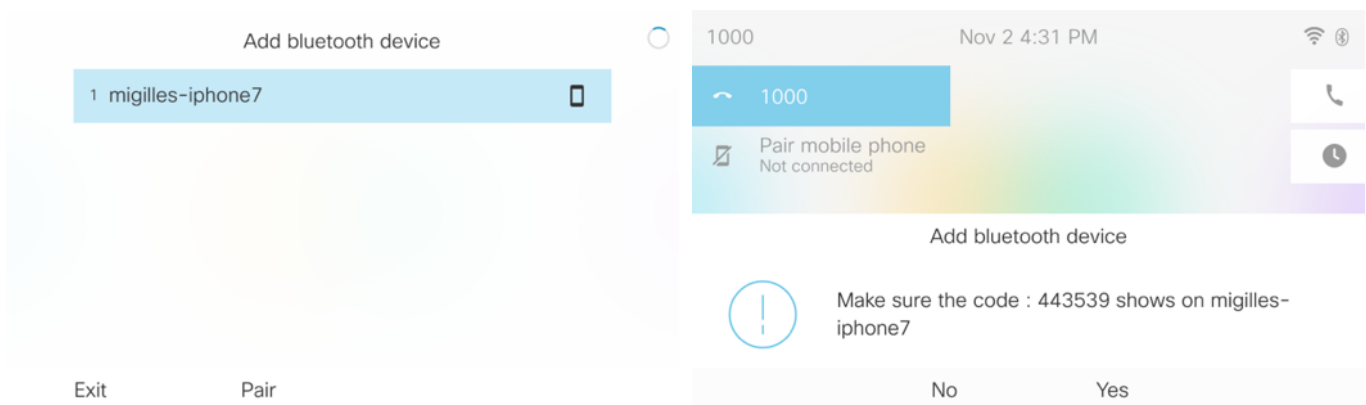 Add bluetooth device
1 migilles-iphone7
Exit Pair
1000 Nov 2 4:31 PM
1000
Pair mobile phone
Not connected
Add bluetooth device
Make sure the code : 443539 shows on migilles-
iphone7
No Yes